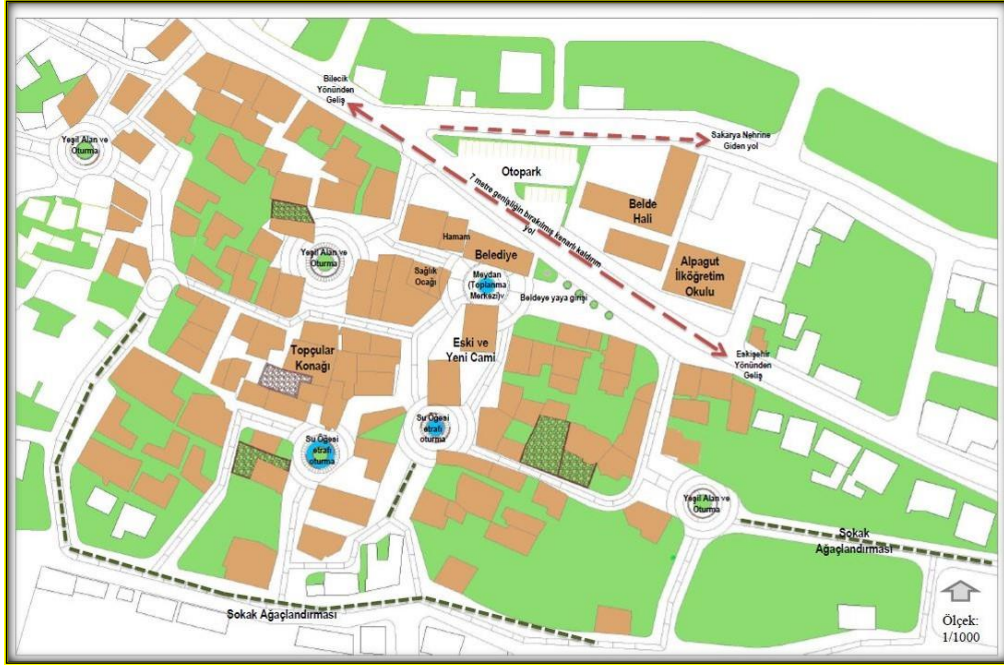 Bilecik
Yönünden
Geliş
Sakarya Nehrine
Giden yol
Yeşil Alan ve
Oturma
Otopark
7 metre genişliğin bırakılmış kenarlı kaldırım
yol
Belde
Hali
Hamam
Belediye
Yeşil Alan ve
Oturma
Sağlık
Ocağı
Meydan
(Toplanma
Merkezi)
Alpagut
İlköğretim
Okulu
Beldeye yaya girişi
Topçular
Konağı
Eski ve
Yeni Cami
Eskişehir
Yönünden
Geliş
Su Öğesi
etrafı
oturma
Su Öğesi
etrafı
oturma
Yeşil Alan ve
Oturma
Sokak
Ağaçlandırması
Sokak Ağaçlandırması
Ölçek:
1/1000